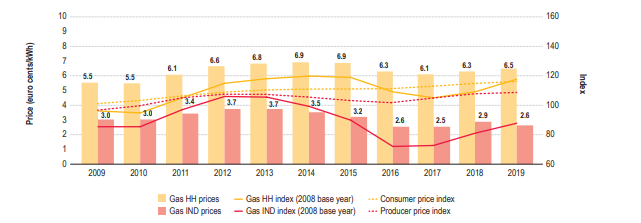 10 160
9
8 140
7
6 120
5
4 100
3
2 80
1
0 60
Price (euro cents/kWh)
Index
5.5 5.5 6.1 6.6 6.8 6.9 6.9 6.3 6.1 6.3 6.5
3.0 3.0 3.4 3.7 3.7 3.5 3.2 2.6 2.5 2.9 2.6
2009 2010 2011 2012 2013 2014 2015 2016 2017 2018 2019
Gas HH prices Gas HH index (2008 base year) Consumer price index
Gas IND prices Gas IND index (2008 base year) Producer price index